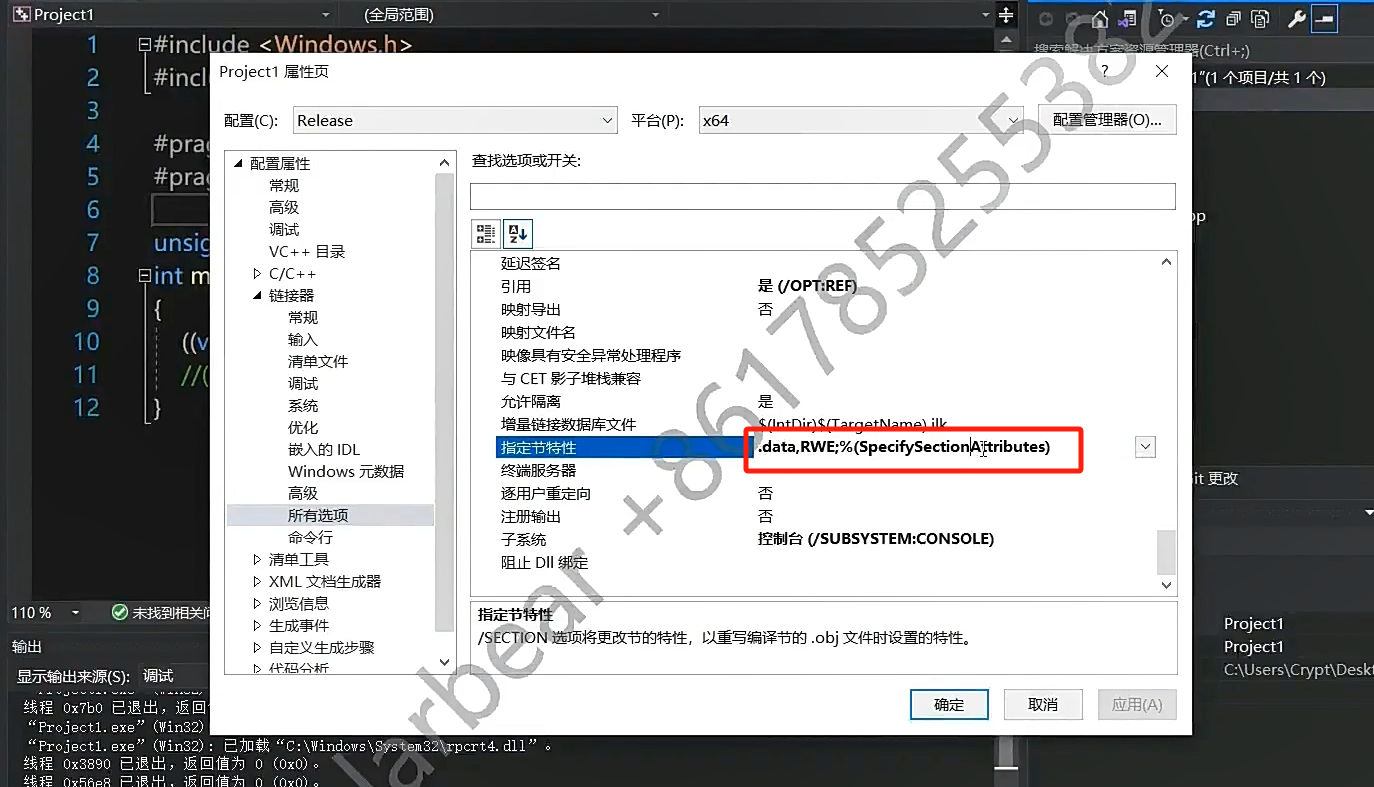 Project1
(全局范围)
搜索解决方案资源管理器(Ctrl+;)
1"(1 个项目/共 1 个)
1
2
3
4
5
6
7
8
9
10
11
12
#include <Windows.h>
#incl
#prag
#prag
unsig
int m
{
((v
//(
}
Project1 属性页
?
配置(C):
Release
平台(P):
x64
配置管理器(O)...
配置属性
常规
高级
调试
VC++ 目录
C/C++
链接器
常规
输入
清单文件
调试
系统
优化
嵌入的 IDL
Windows 元数据
高级
所有选项
命令行
清单工具
XML 文档生成器
浏览信息
生成事件
自定义生成步骤
代码分析
查找选项或开关:
延迟签名
引用 是 (/OPT:REF)
映射导出 否
映射文件名
映像具有安全异常处理程序
与 CET 影子堆栈兼容
允许隔离 是
增量链接数据库文件 $(IntDir)$(TargetName).ilk
指定节特性 .data,RWE;%(SpecifySectionAttributes)
终端服务器
逐用户重定向 否
注册输出 否
子系统 控制台 (/SUBSYSTEM:CONSOLE)
阻止 Dll 绑定
指定节特性
/SECTION 选项将更改节的特性，以重写编译节的 .obj 文件时设置的特性。
确定
取消
应用(A)
op
Git 更改
Project1
Project1
C:\Users\Crypt\Deskt
110 %
未找到相关问
输出
显示输出来源(S): 调试
"Project1.exe" (Win32)
线程 0x7b0 已退出，返回
"Project1.exe" (Win32)
"Project1.exe" (Win32): 已加载"C:\Windows\System32\rpcrt4.dll"。
线程 0x3890 已退出，返回值为 0 (0x0)。
线程 0x56e8 已退出，返回值为 0 (0x0)。
larbear +861785255382